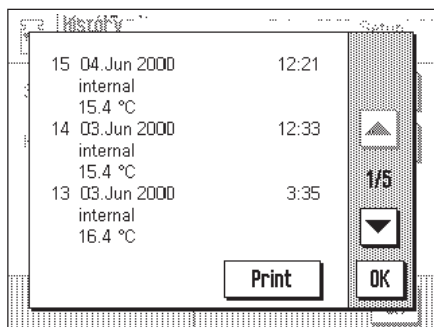 History
Setup
15 04.Jun 2000 12:21
internal
15.4 °C
14 03.Jun 2000 12:33
internal
15.4 °C
1/5
13 03.Jun 2000 3:35
internal
16.4 °C
Print
OK